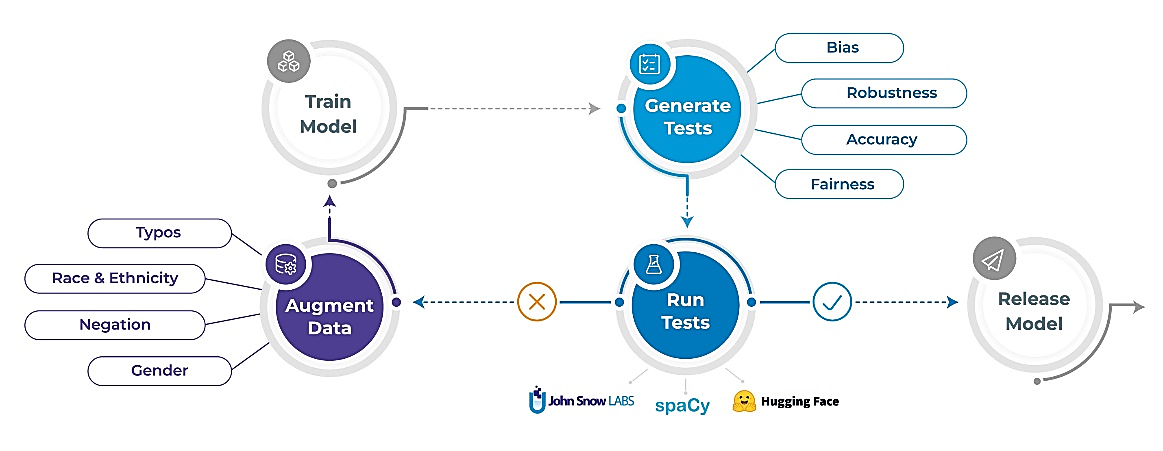 Train
Model
Generate
Tests
Bias
Robustness
Accuracy
Fairness
Typos
Race & Ethnicity
Negation
Gender
Augment
Data
Run
Tests
Release
Model
John Snow LABS
spaCy
Hugging Face